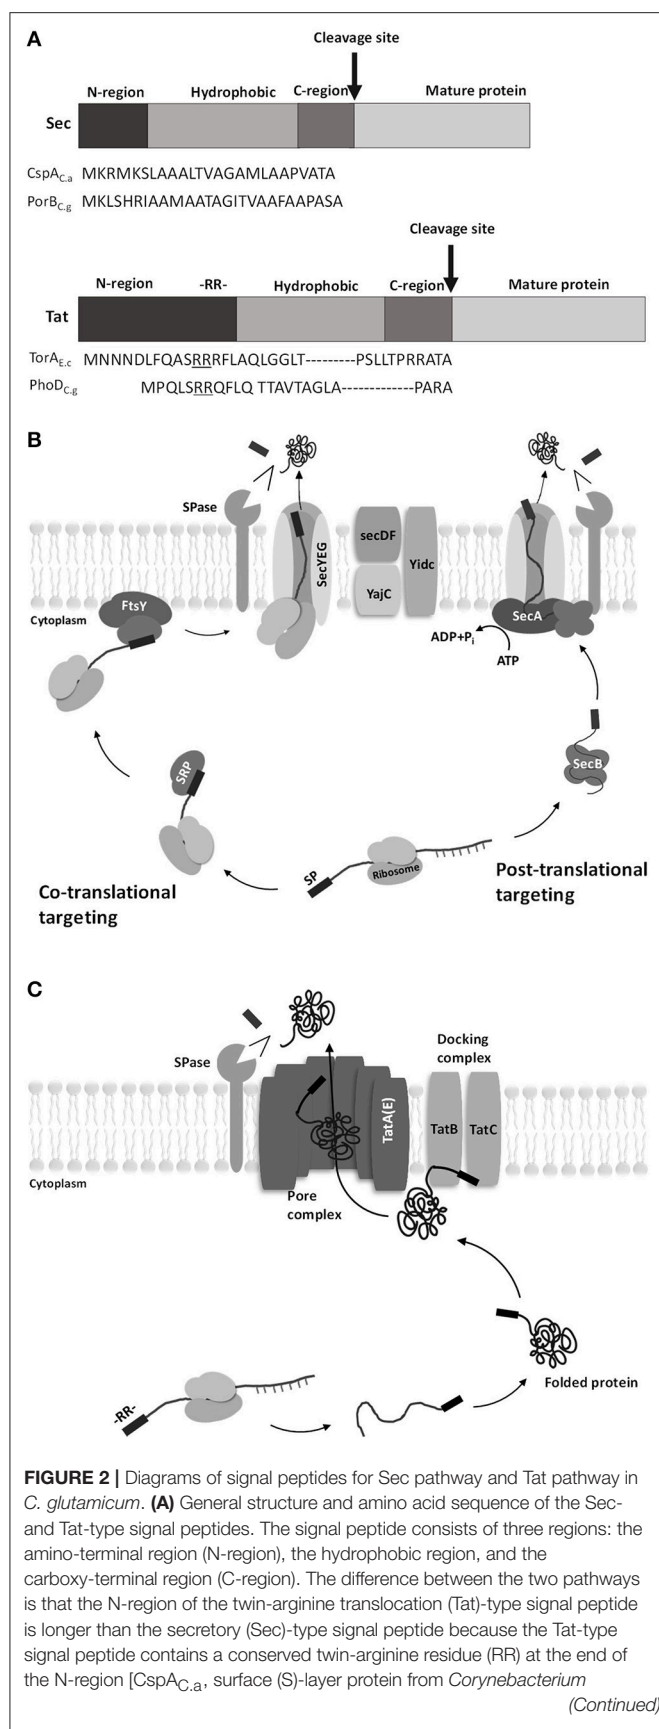 A
Cleavage site
N-region Hydrophobic C-region Mature protein
Sec
CspAC.a MKRMKSLAAALTVAGAMLAAPVATA
PorBC.g MKLSHRIAAMAATAGITVAAFAAPASA
Cleavage site
N-region -RR- Hydrophobic C-region Mature protein
Tat
TorAE.c MNNNDLFQASRRRFLAQLGGLT---------PSLLTPRRATA
PhoDC.g MPQLSRRQFLQ TTAVTAGLA-------------PARA
B
SPase
SecYEG
secDF
YajC
Yidc
FtsY
Cytoplasm
SecA
ADP+Pi
ATP
SRP
SecB
SP
Ribosome
Co-translational
targeting
Post-translational
targeting
C
SPase
Docking
complex
TatA(E)
TatB
TatC
Cytoplasm
Pore
complex
Folded protein
-RR-
FIGURE 2 | Diagrams of signal peptides for Sec pathway and Tat pathway in
C. glutamicum. (A) General structure and amino acid sequence of the Sec-
and Tat-type signal peptides. The signal peptide consists of three regions: the
amino-terminal region (N-region), the hydrophobic region, and the
carboxy-terminal region (C-region). The difference between the two pathways
is that the N-region of the twin-arginine translocation (Tat)-type signal peptide
is longer than the secretory (Sec)-type signal peptide because the Tat-type
signal peptide contains a conserved twin-arginine residue (RR) at the end of
the N-region [CspAC.a, surface (S)-layer protein from Corynebacterium
(Continued)